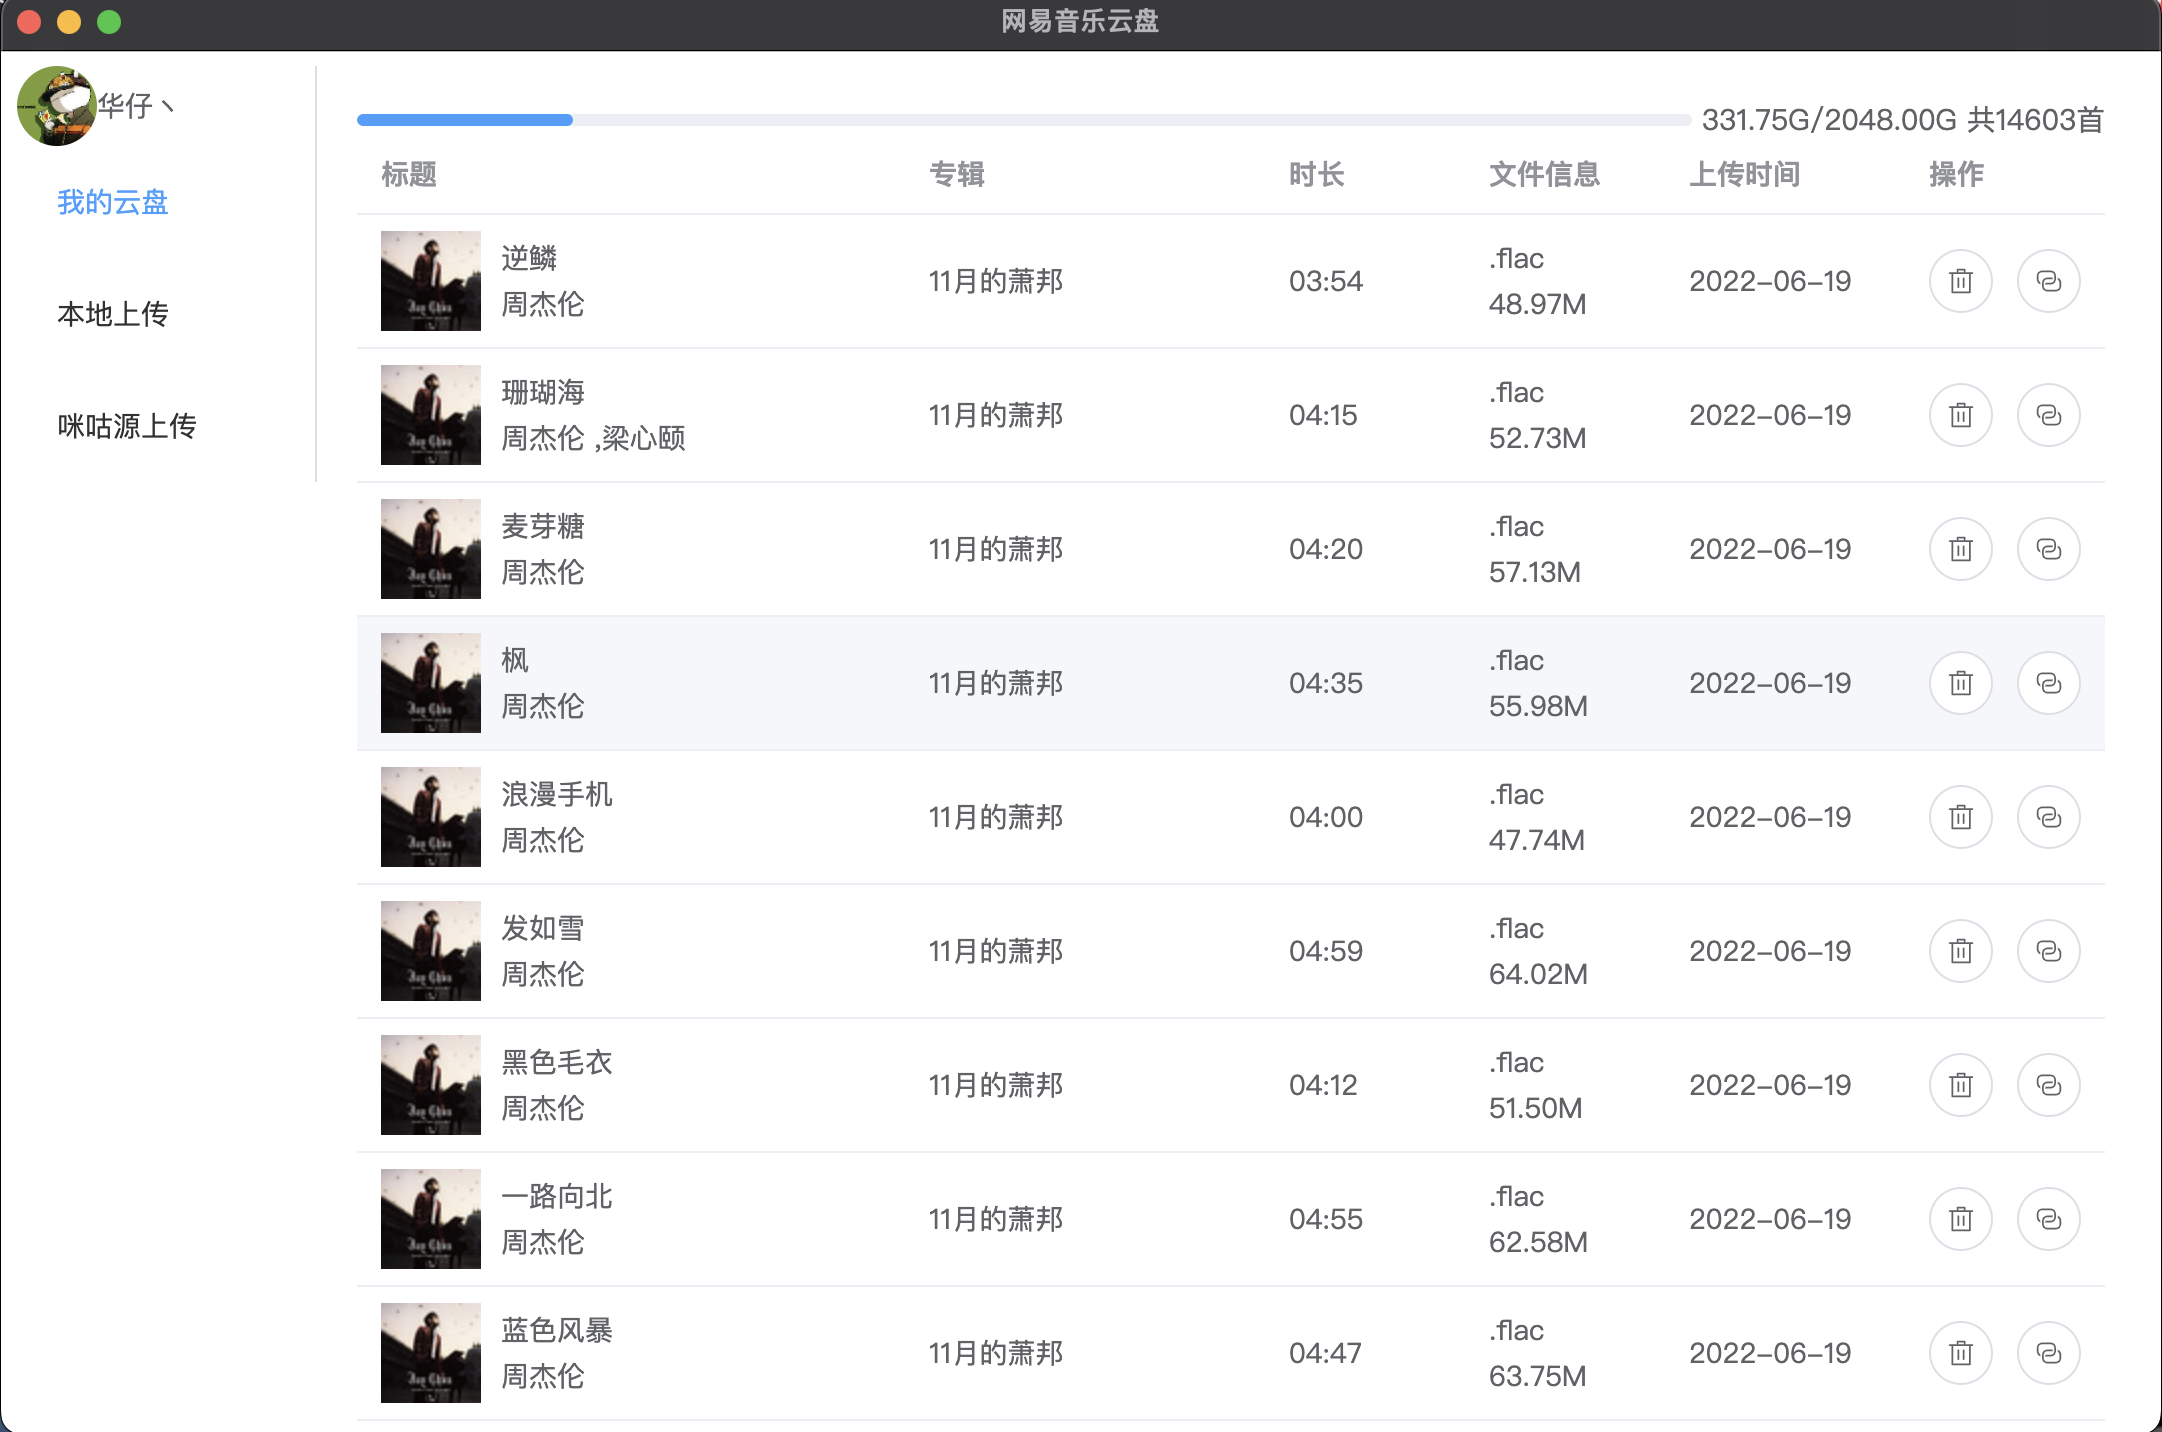 网易音乐云盘
华仔丶
我的云盘
本地上传
咪咕源上传
331.75G/2048.00G 共14603首
标题 专辑 时长 文件信息 上传时间 操作
逆鳞
周杰伦
11月的萧邦
03:54
.flac
48.97M
2022-06-19
珊瑚海
周杰伦 ,梁心颐
11月的萧邦
04:15
.flac
52.73M
2022-06-19
麦芽糖
周杰伦
11月的萧邦
04:20
.flac
57.13M
2022-06-19
枫
周杰伦
11月的萧邦
04:35
.flac
55.98M
2022-06-19
浪漫手机
周杰伦
11月的萧邦
04:00
.flac
47.74M
2022-06-19
发如雪
周杰伦
11月的萧邦
04:59
.flac
64.02M
2022-06-19
黑色毛衣
周杰伦
11月的萧邦
04:12
.flac
51.50M
2022-06-19
一路向北
周杰伦
11月的萧邦
04:55
.flac
62.58M
2022-06-19
蓝色风暴
周杰伦
11月的萧邦
04:47
.flac
63.75M
2022-06-19